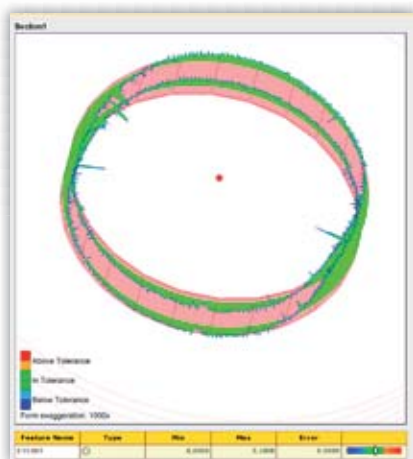 Section1
Above Tolerance
In Tolerance
Below Tolerance
Form exaggeration: 1000x
Feature Name Type Min Max Error